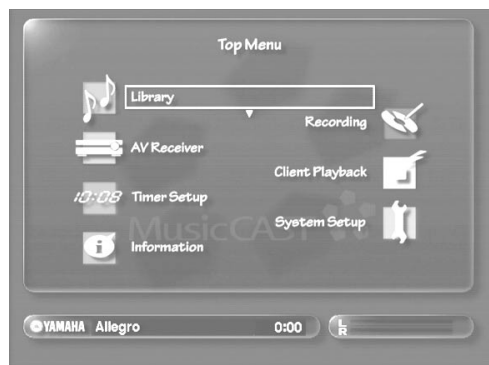 Top Menu
Library
Recording
AV Receiver
Client Playback
10:08 Timer Setup
System Setup
Information
MusicCAST
YAMAHA Allegro 0:00 L
R